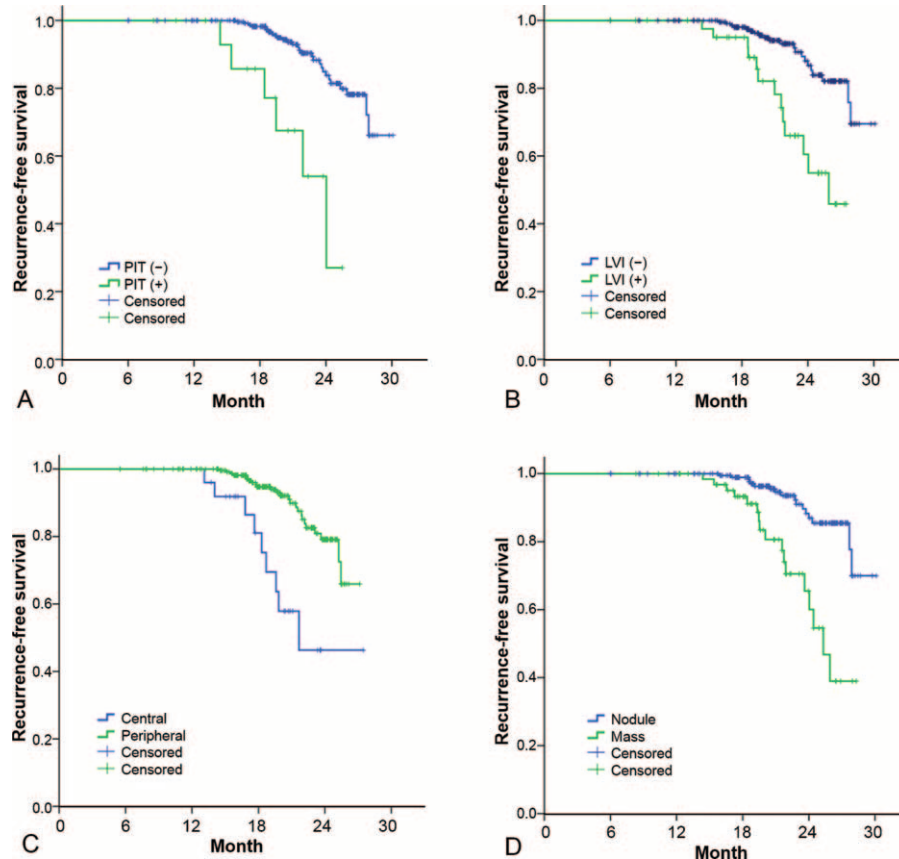 Recurrence-free survival
1.0
0.8
0.6
0.4
0.2
0.0
PIT (−)
PIT (+)
Censored
Censored
0 6 12 18 24 30
Month
A
Recurrence-free survival
1.0
0.8
0.6
0.4
0.2
0.0
LVI (−)
LVI (+)
Censored
Censored
0 6 12 18 24 30
Month
B
Recurrence-free survival
1.0
0.8
0.6
0.4
0.2
0.0
Central
Peripheral
Censored
Censored
0 6 12 18 24 30
Month
C
Recurrence-free survival
1.0
0.8
0.6
0.4
0.2
0.0
Nodule
Mass
Censored
Censored
0 6 12 18 24 30
Month
D